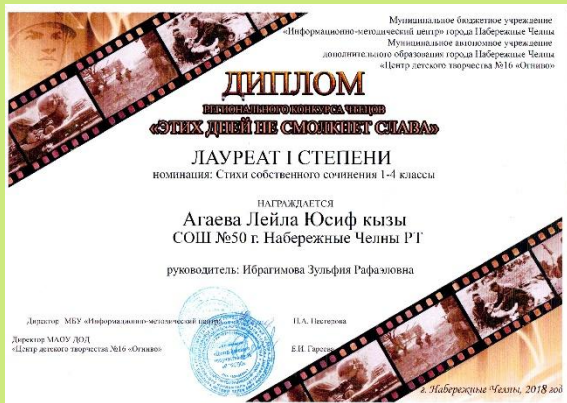 Муниципальное бюджетное учреждение
«Информационно-методический центр» города Набережные Челны
Муниципальное автономное учреждение
дополнительного образования города Набережные Челны
«Центр детского творчества №16 «Огниво»
ДИПЛОМ
РЕГИОНАЛЬНОГО КОНКУРСА ЧТЕЦОВ
«ЭТИХ ДНЕЙ НЕ СМОЛКНЕТ СЛАВА»
ЛАУРЕАТ I СТЕПЕНИ
номинация: Стихи собственного сочинения 1-4 классы
НАГРАЖДАЕТСЯ
Агаева Лейла Юсиф кызы
СОШ №50 г. Набережные Челны РТ
руководитель: Ибрагимова Зульфия Рафаэловна
Директор МБУ «Информационно-методический центр» П.А. Нестерова
Директор МАОУ ДОД
«Центр детского творчества №16 «Огниво» Е.И. Гареева
г. Набережные Челны, 2018 год